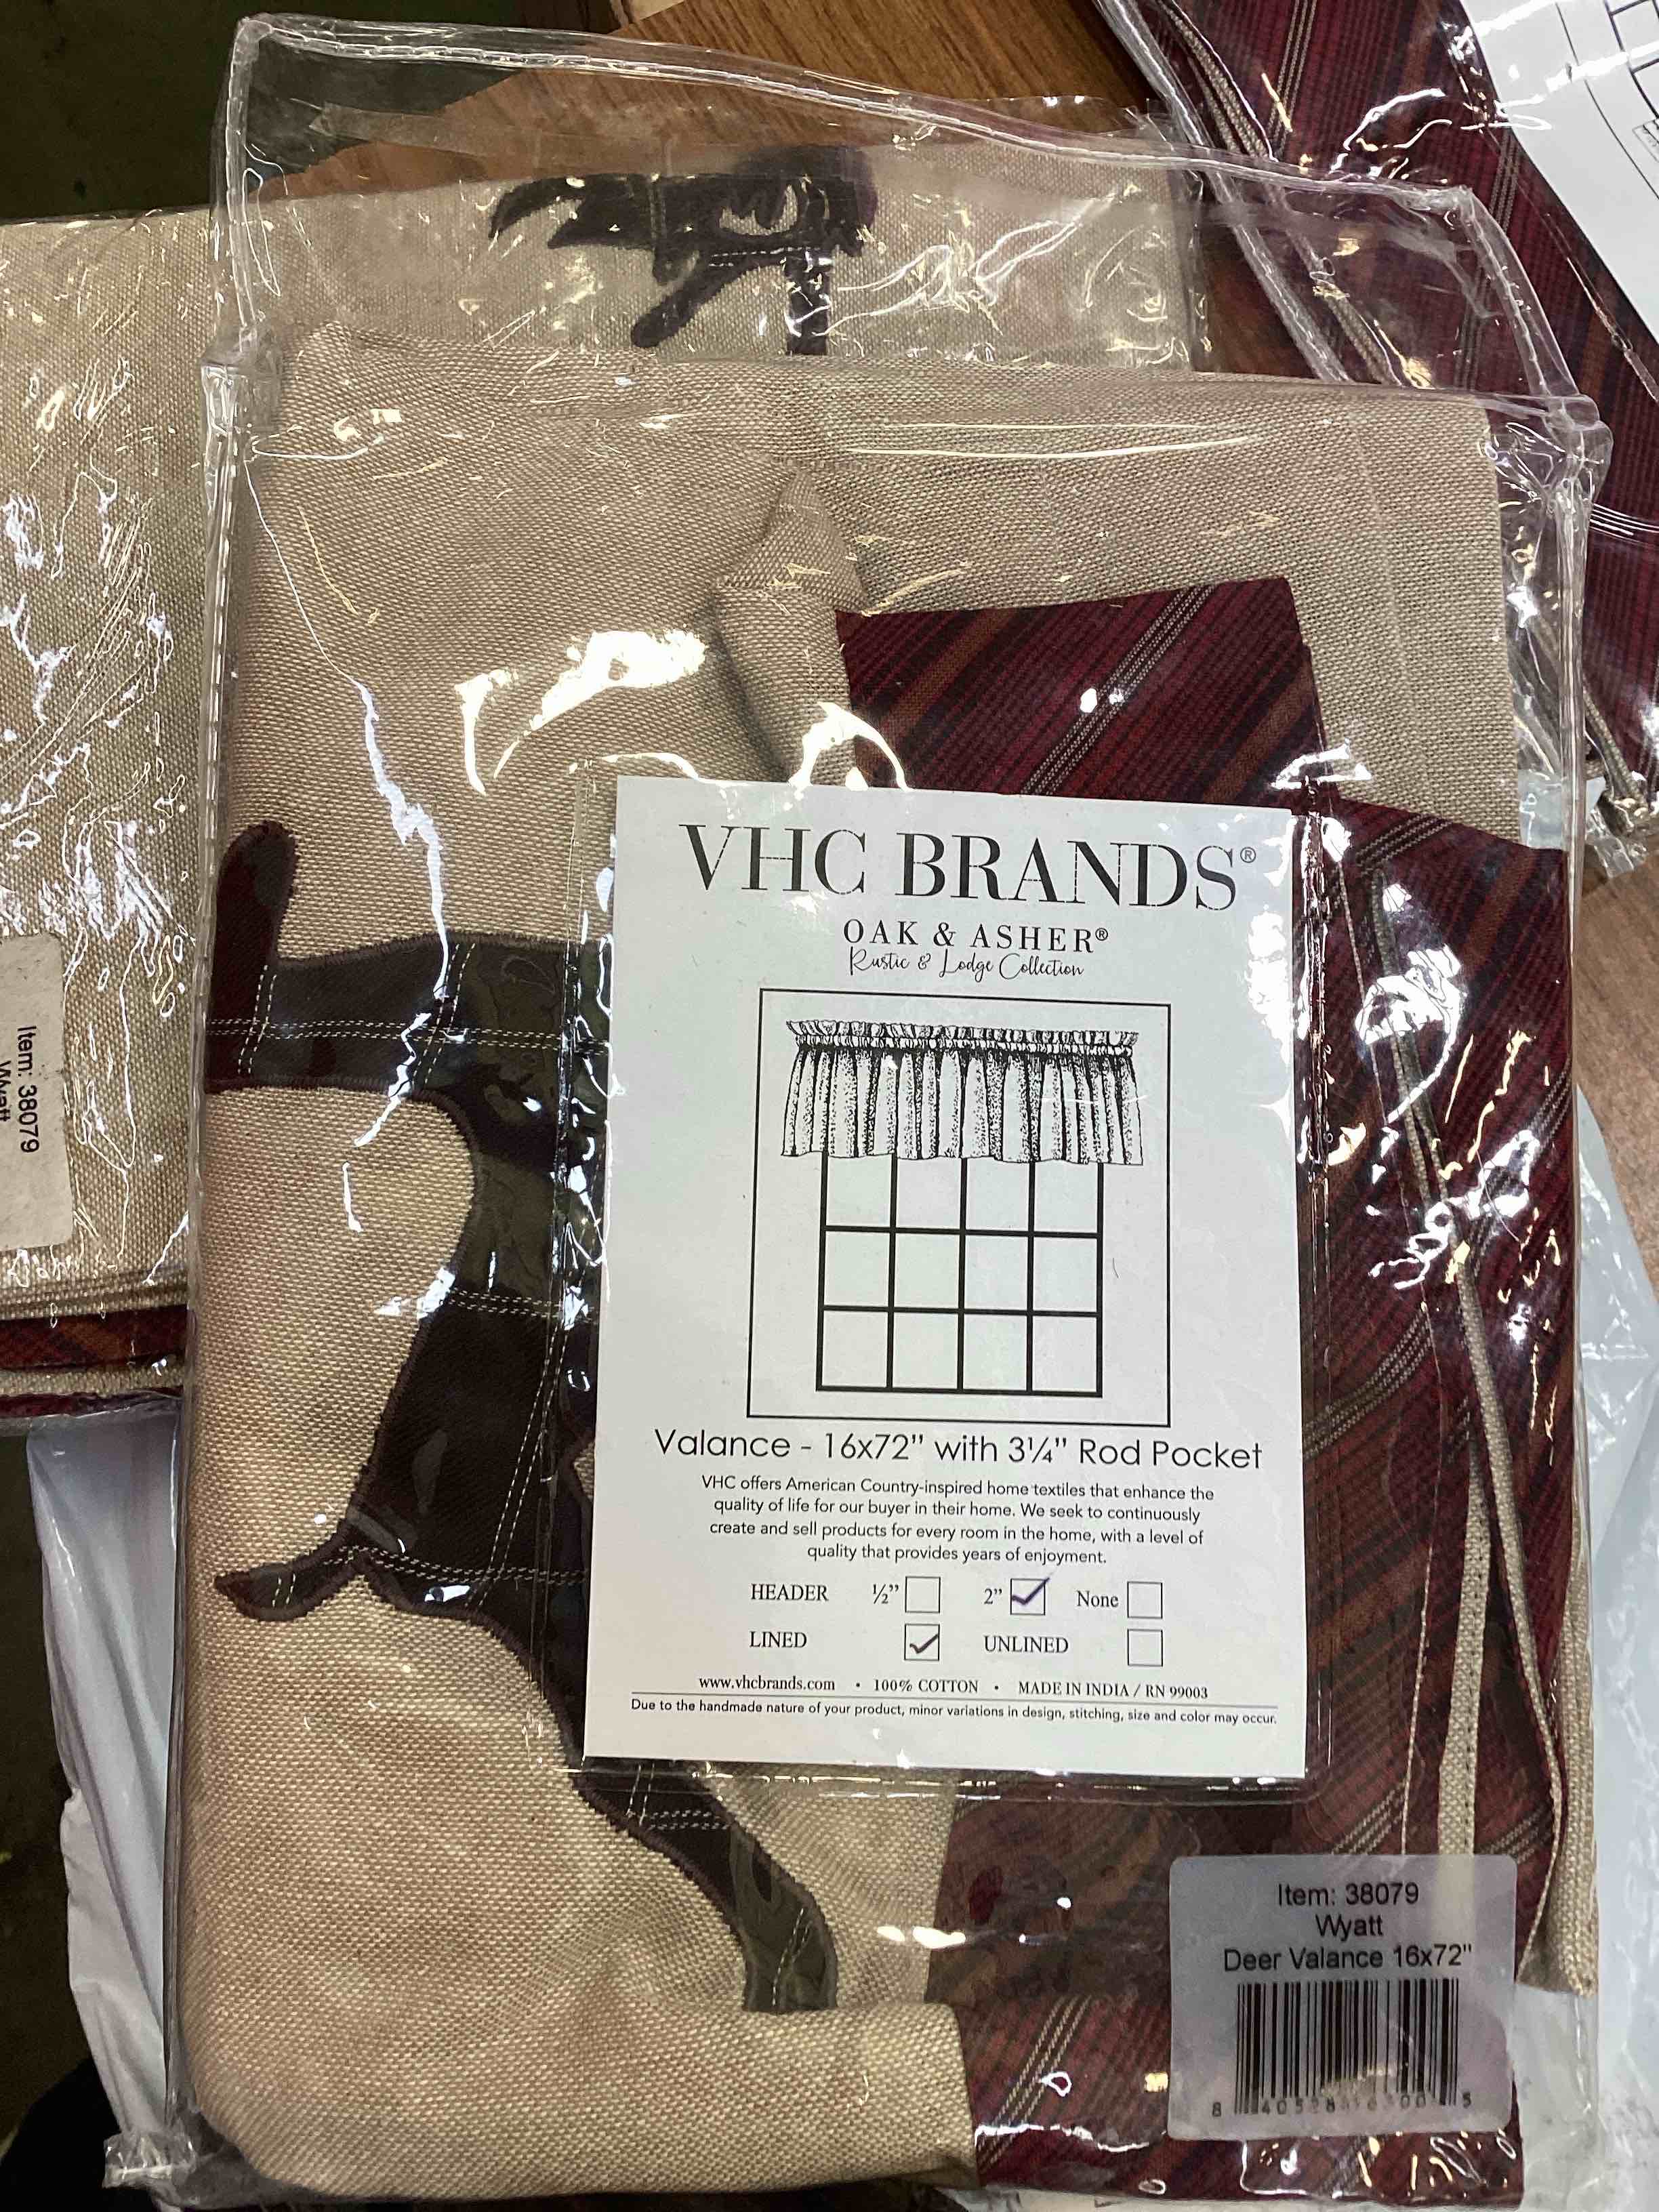 VHC BRANDS®
OAK & ASHER®
Rustic & Lodge Collection
Valance - 16x72" with 3¼" Rod Pocket
VHC offers American Country-inspired home textiles that enhance the
quality of life for our buyer in their home. We seek to continuously
create and sell products for every room in the home, with a level of
quality that provides years of enjoyment.
HEADER ½" 2" None
LINED UNLINED
www.vhcbrands.com • 100% COTTON • MADE IN INDIA / RN 99003
Due to the handmade nature of your product, minor variations in design, stitching, size and color may occur.
Item: 38079
Wyatt
Deer Valance 16x72"
Item: 38079
Wyatt